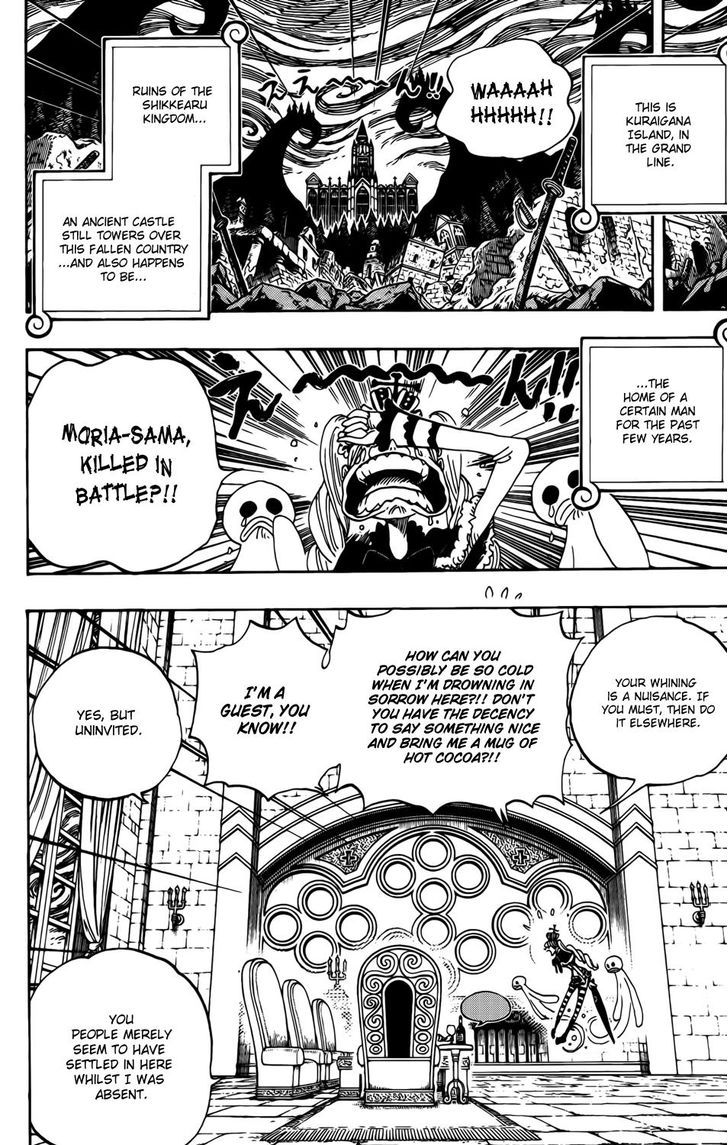 THIS IS
KURAIGANA
ISLAND, IN
THE GRAND
LINE.
WAAAAH
HHHHH!!
RUINS OF THE
SHIKKEARU
KINGDOM...
AN ANCIENT CASTLE
STILL TOWERS OVER
THIS FALLEN COUNTRY
...AND ALSO HAPPENS
TO BE...
...THE
HOME OF A
CERTAIN MAN
FOR THE PAST
FEW YEARS.
MORIA-SAMA,
KILLED IN
BATTLE?!!
YOUR WHINING
IS A NUISANCE. IF
YOU MUST, THEN DO
IT ELSEWHERE.
HOW CAN YOU
POSSIBLY BE SO COLD
WHEN I'M DROWNING IN
SORROW HERE?!! DON'T
YOU HAVE THE DECENCY
TO SAY SOMETHING NICE
AND BRING ME A MUG OF
HOT COCOA?!!
I'M A
GUEST, YOU
KNOW!!
YES, BUT
UNINVITED.
YOU
PEOPLE MERELY
SEEM TO HAVE
SETTLED IN HERE
WHILST I WAS
ABSENT.